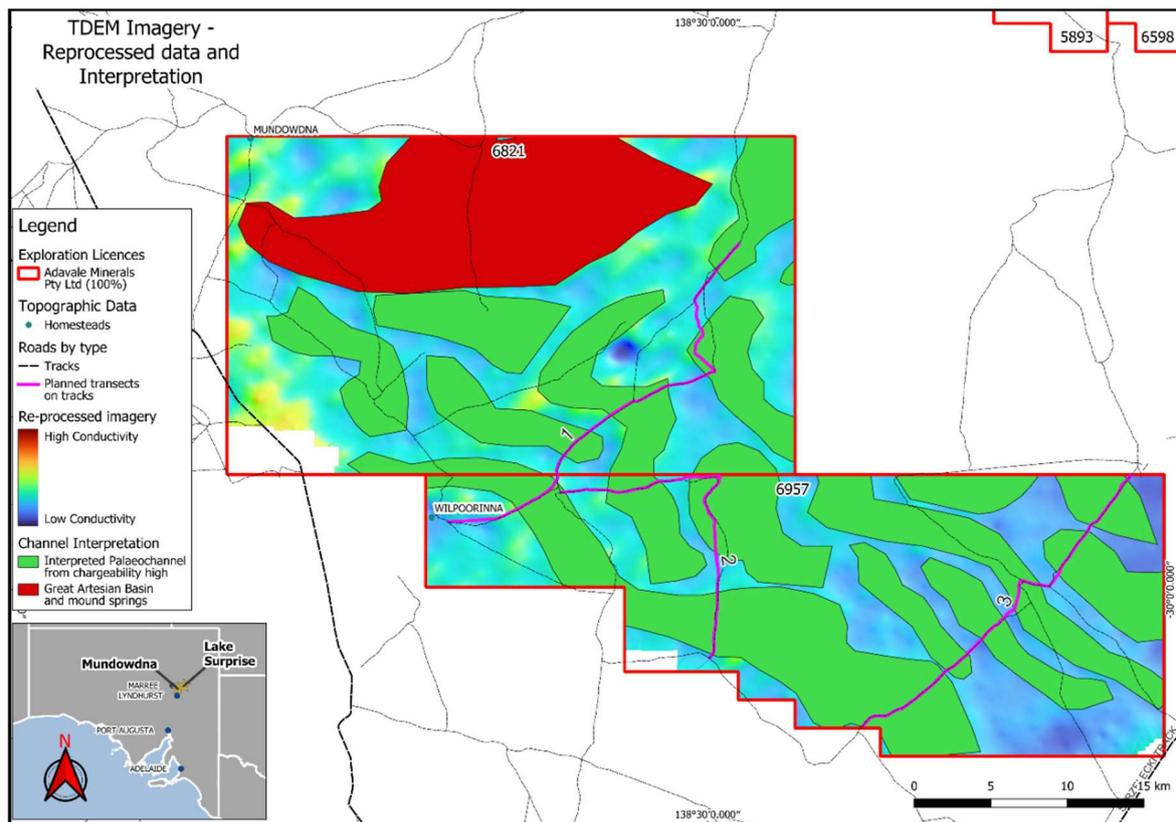 TDEM Imagery -
Reprocessed data and
Interpretation
138°30'0.000"
5893
6598
MUNDOWDNA
6821
Legend
Exploration Licences
Adavale Minerals
Pty Ltd (100%)
Topographic Data
Homesteads
Roads by type
Tracks
Planned transects
on tracks
Re-processed imagery
High Conductivity
Low Conductivity
Channel Interpretation
Interpreted Palaeochannel
from chargeability high
Great Artesian Basin
and mound springs
1
WILPOORINNA
6957
2
3
-30°0'0.000"
Mundowdna
Lake
Surprise
MARREE
LYNDHURST
PORT AUGUSTA
ADELAIDE
N
138°30'0.000"
0
5
10
15 km